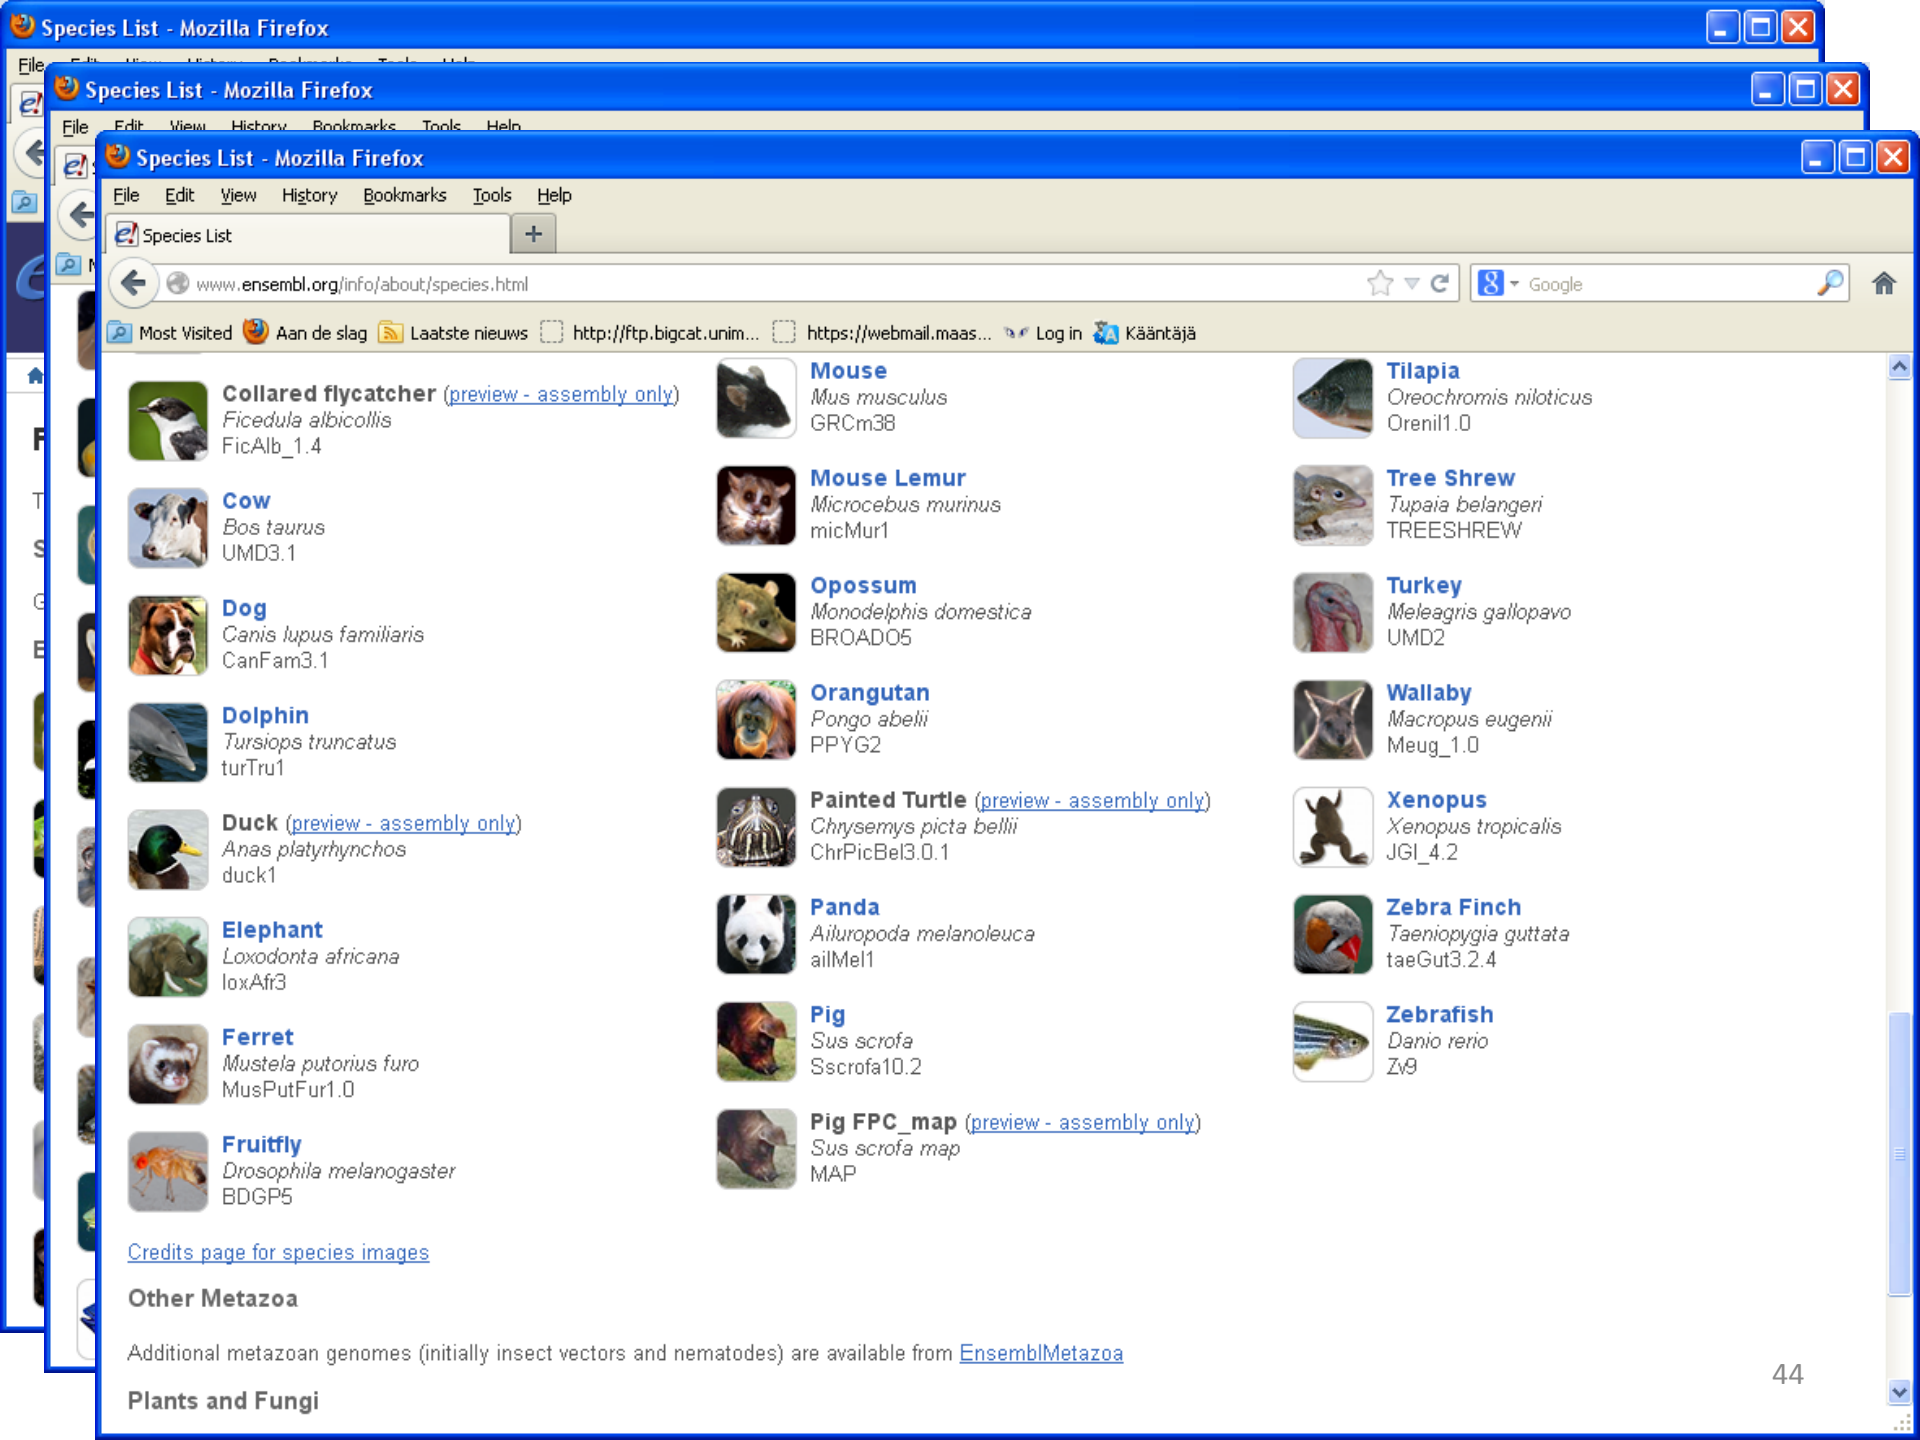 Species List - Mozilla Firefox
File Edit View History Bookmarks Tools Help
Species List - Mozilla Firefox
File Edit View History Bookmarks Tools Help
Species List - Mozilla Firefox
File Edit View History Bookmarks Tools Help
e! Species List +
www.ensembl.org/info/about/species.html
Google
Most Visited Aan de slag Laatste nieuws http://ftp.bigcat.unim... https://webmail.maas... Log in Kääntäjä
Collared flycatcher (preview - assembly only)
Ficedula albicollis
FicAlb_1.4
Cow
Bos taurus
UMD3.1
Dog
Canis lupus familiaris
CanFam3.1
Dolphin
Tursiops truncatus
turTru1
Duck (preview - assembly only)
Anas platyrhynchos
duck1
Elephant
Loxodonta africana
loxAfr3
Ferret
Mustela putorius furo
MusPutFur1.0
Fruitfly
Drosophila melanogaster
BDGP5
Mouse
Mus musculus
GRCm38
Mouse Lemur
Microcebus murinus
micMur1
Opossum
Monodelphis domestica
BROADO5
Orangutan
Pongo abelii
PPYG2
Painted Turtle (preview - assembly only)
Chrysemys picta bellii
ChrPicBel3.0.1
Panda
Ailuropoda melanoleuca
ailMel1
Pig
Sus scrofa
Sscrofa10.2
Pig FPC_map (preview - assembly only)
Sus scrofa map
MAP
Tilapia
Oreochromis niloticus
Orenil1.0
Tree Shrew
Tupaia belangeri
TREESHREW
Turkey
Meleagris gallopavo
UMD2
Wallaby
Macropus eugenii
Meug_1.0
Xenopus
Xenopus tropicalis
JGI_4.2
Zebra Finch
Taeniopygia guttata
taeGut3.2.4
Zebrafish
Danio rerio
Zv9
Credits page for species images
Other Metazoa
Additional metazoan genomes (initially insect vectors and nematodes) are available from EnsemblMetazoa
Plants and Fungi
44